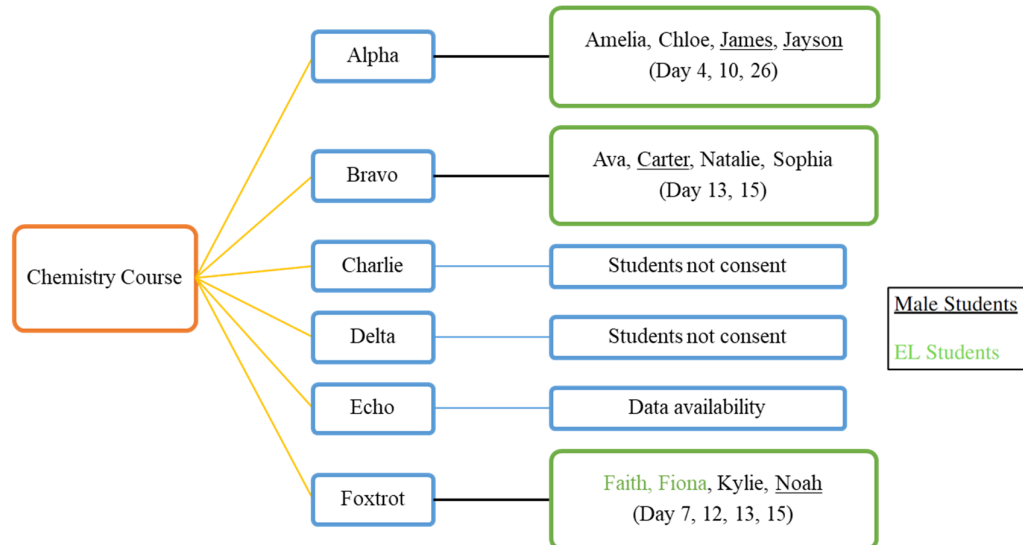 Chemistry Course
Alpha
Amelia, Chloe, James, Jayson
(Day 4, 10, 26)
Bravo
Ava, Carter, Natalie, Sophia
(Day 13, 15)
Charlie
Students not consent
Delta
Students not consent
Echo
Data availability
Foxtrot
Faith, Fiona, Kylie, Noah
(Day 7, 12, 13, 15)
Male Students
EL Students